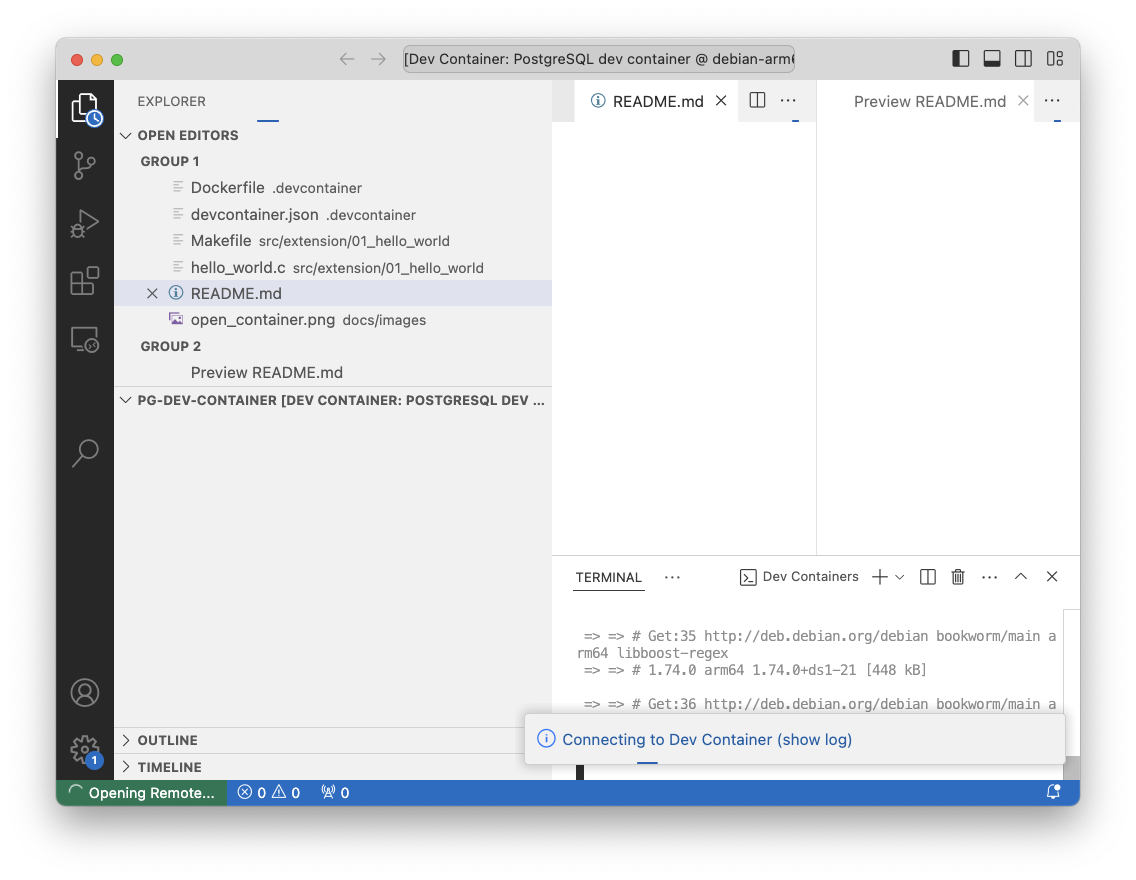 [Dev Container: PostgreSQL dev container @ debian-arm6
EXPLORER
OPEN EDITORS
GROUP 1
Dockerfile .devcontainer
devcontainer.json .devcontainer
Makefile src/extension/01_hello_world
hello_world.c src/extension/01_hello_world
README.md
open_container.png docs/images
GROUP 2
Preview README.md
PG-DEV-CONTAINER [DEV CONTAINER: POSTGRESQL DEV ...
OUTLINE
TIMELINE
README.md
Preview README.md
TERMINAL
Dev Containers
=> => # Get:35 http://deb.debian.org/debian bookworm/main a
rm64 libboost-regex
=> => # 1.74.0 arm64 1.74.0+ds1-21 [448 kB]
=> => # Get:36 http://deb.debian.org/debian bookworm/main a
Connecting to Dev Container (show log)
1
Opening Remote... 0 0 0